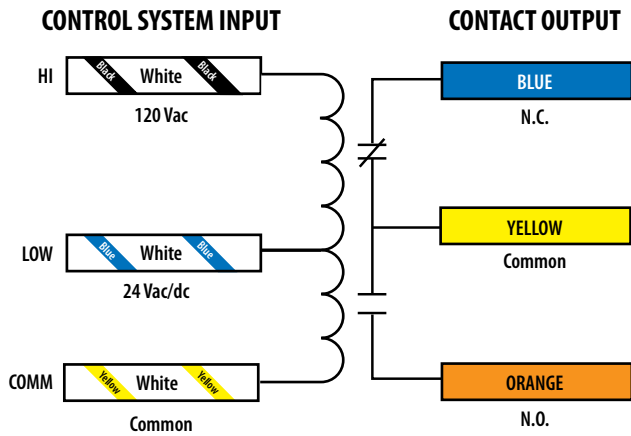 CONTROL SYSTEM INPUT
CONTACT OUTPUT
HI
Black White Black
120 Vac
BLUE
N.C.
LOW
Blue White Blue
24 Vac/dc
YELLOW
Common
COMM
Yellow White Yellow
Common
ORANGE
N.O.